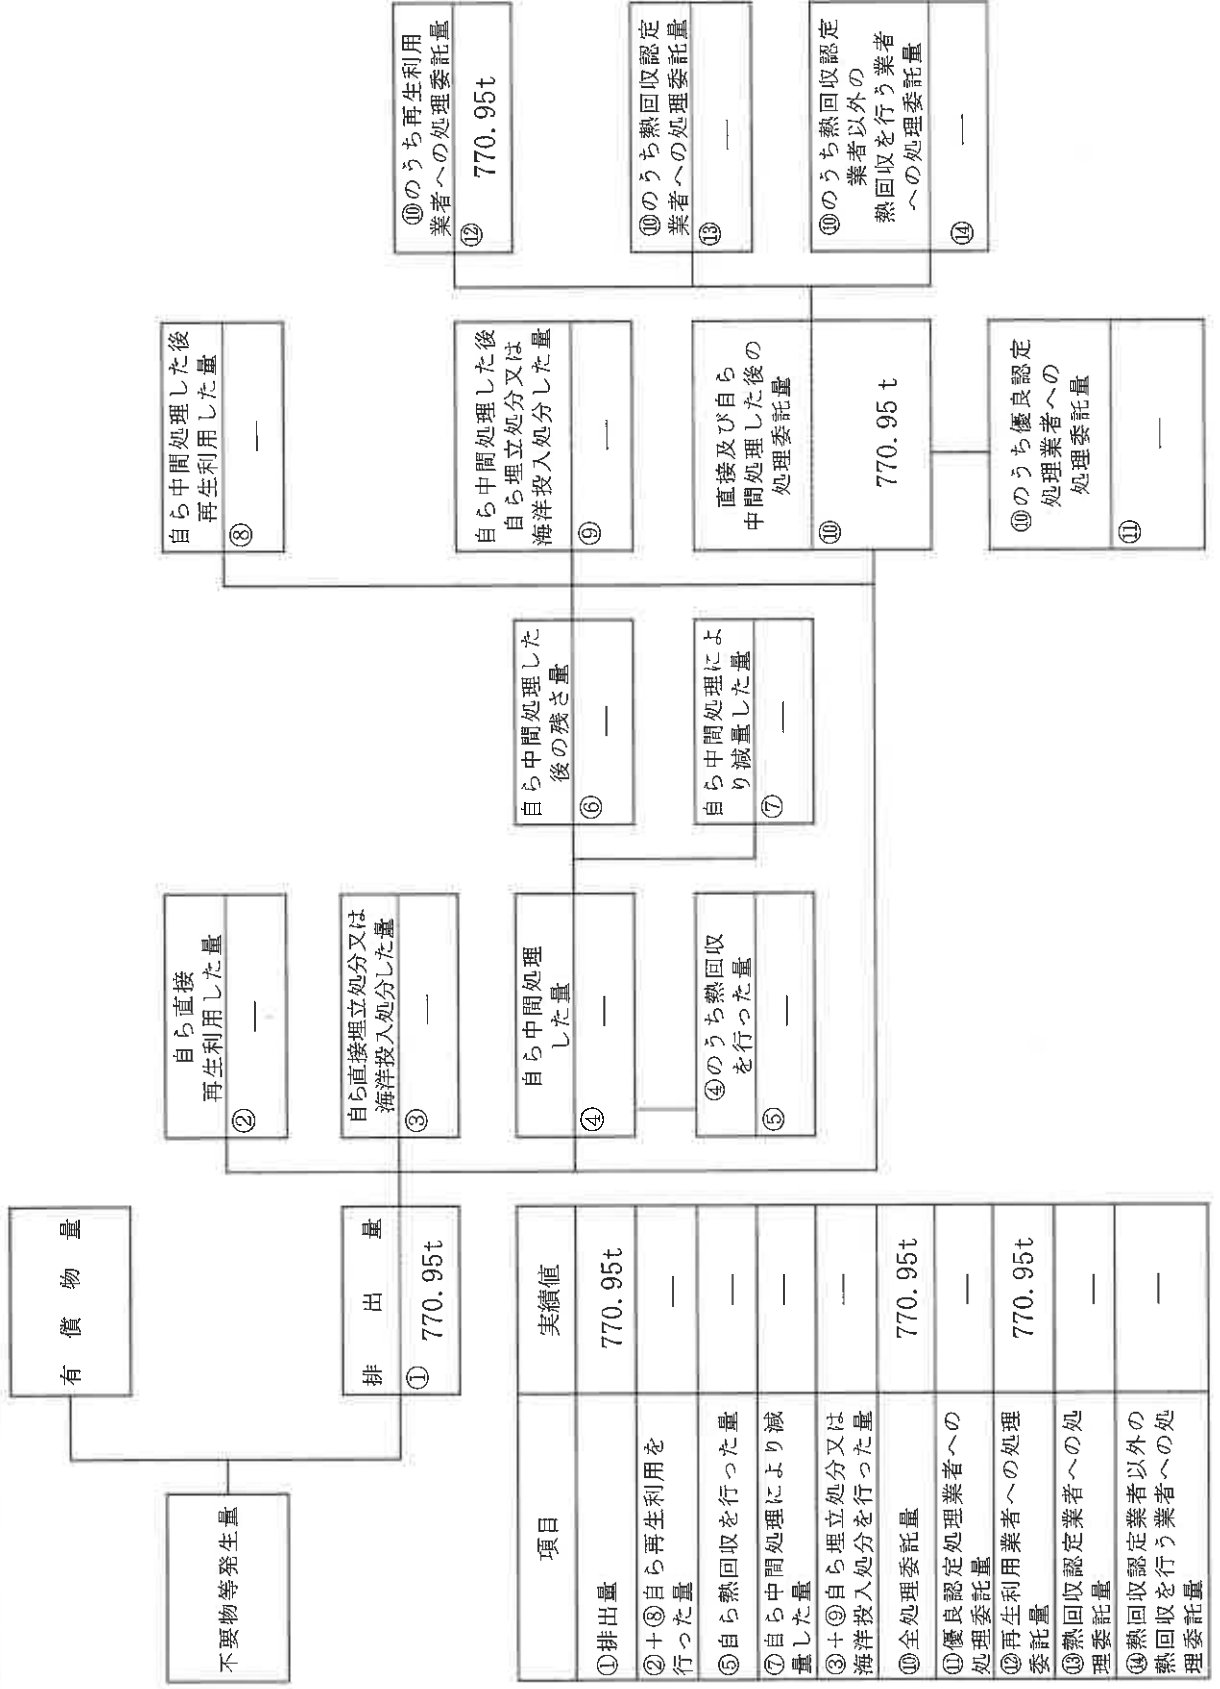 不要物等発生量
有償物量
排出量
① 770.95t
自ら直接
再生利用した量
② —
自ら直接埋立処分又は
海洋投入処分した量
③ —
自ら中間処理
した量
④ —
④のうち熱回収
を行った量
⑤ —
自ら中間処理した
後の残さ量
⑥ —
自ら中間処理によ
り減量した量
⑦ —
自ら中間処理した後
再生利用した量
⑧ —
自ら中間処理した後
自ら埋立処分又は
海洋投入処分した量
⑨ —
直接及び自ら
中間処理した後の
処理委託量
⑩ 770.95t
⑩のうち優良認定
処理業者への
処理委託量
⑪ —
⑩のうち再生利用
業者への処理委託量
⑫ 770.95t
⑩のうち熱回収認定
業者への処理委託量
⑬ —
⑩のうち熱回収認定
業者以外の
熱回収を行う業者
への処理委託量
⑭ —
項目 実績値
①排出量 770.95t
②+⑧自ら再生利用を
行った量 —
⑤自ら熱回収を行った量 —
⑦自ら中間処理により減
量した量 —
③+⑨自ら埋立処分又は
海洋投入処分を行った量 —
⑩全処理委託量 770.95t
⑪優良認定処理業者への
処理委託量 —
⑫再生利用業者への処理
委託量 770.95t
⑬熱回収認定業者への処
理委託量 —
⑭熱回収認定業者以外の
熱回収を行う業者への処
理委託量 —